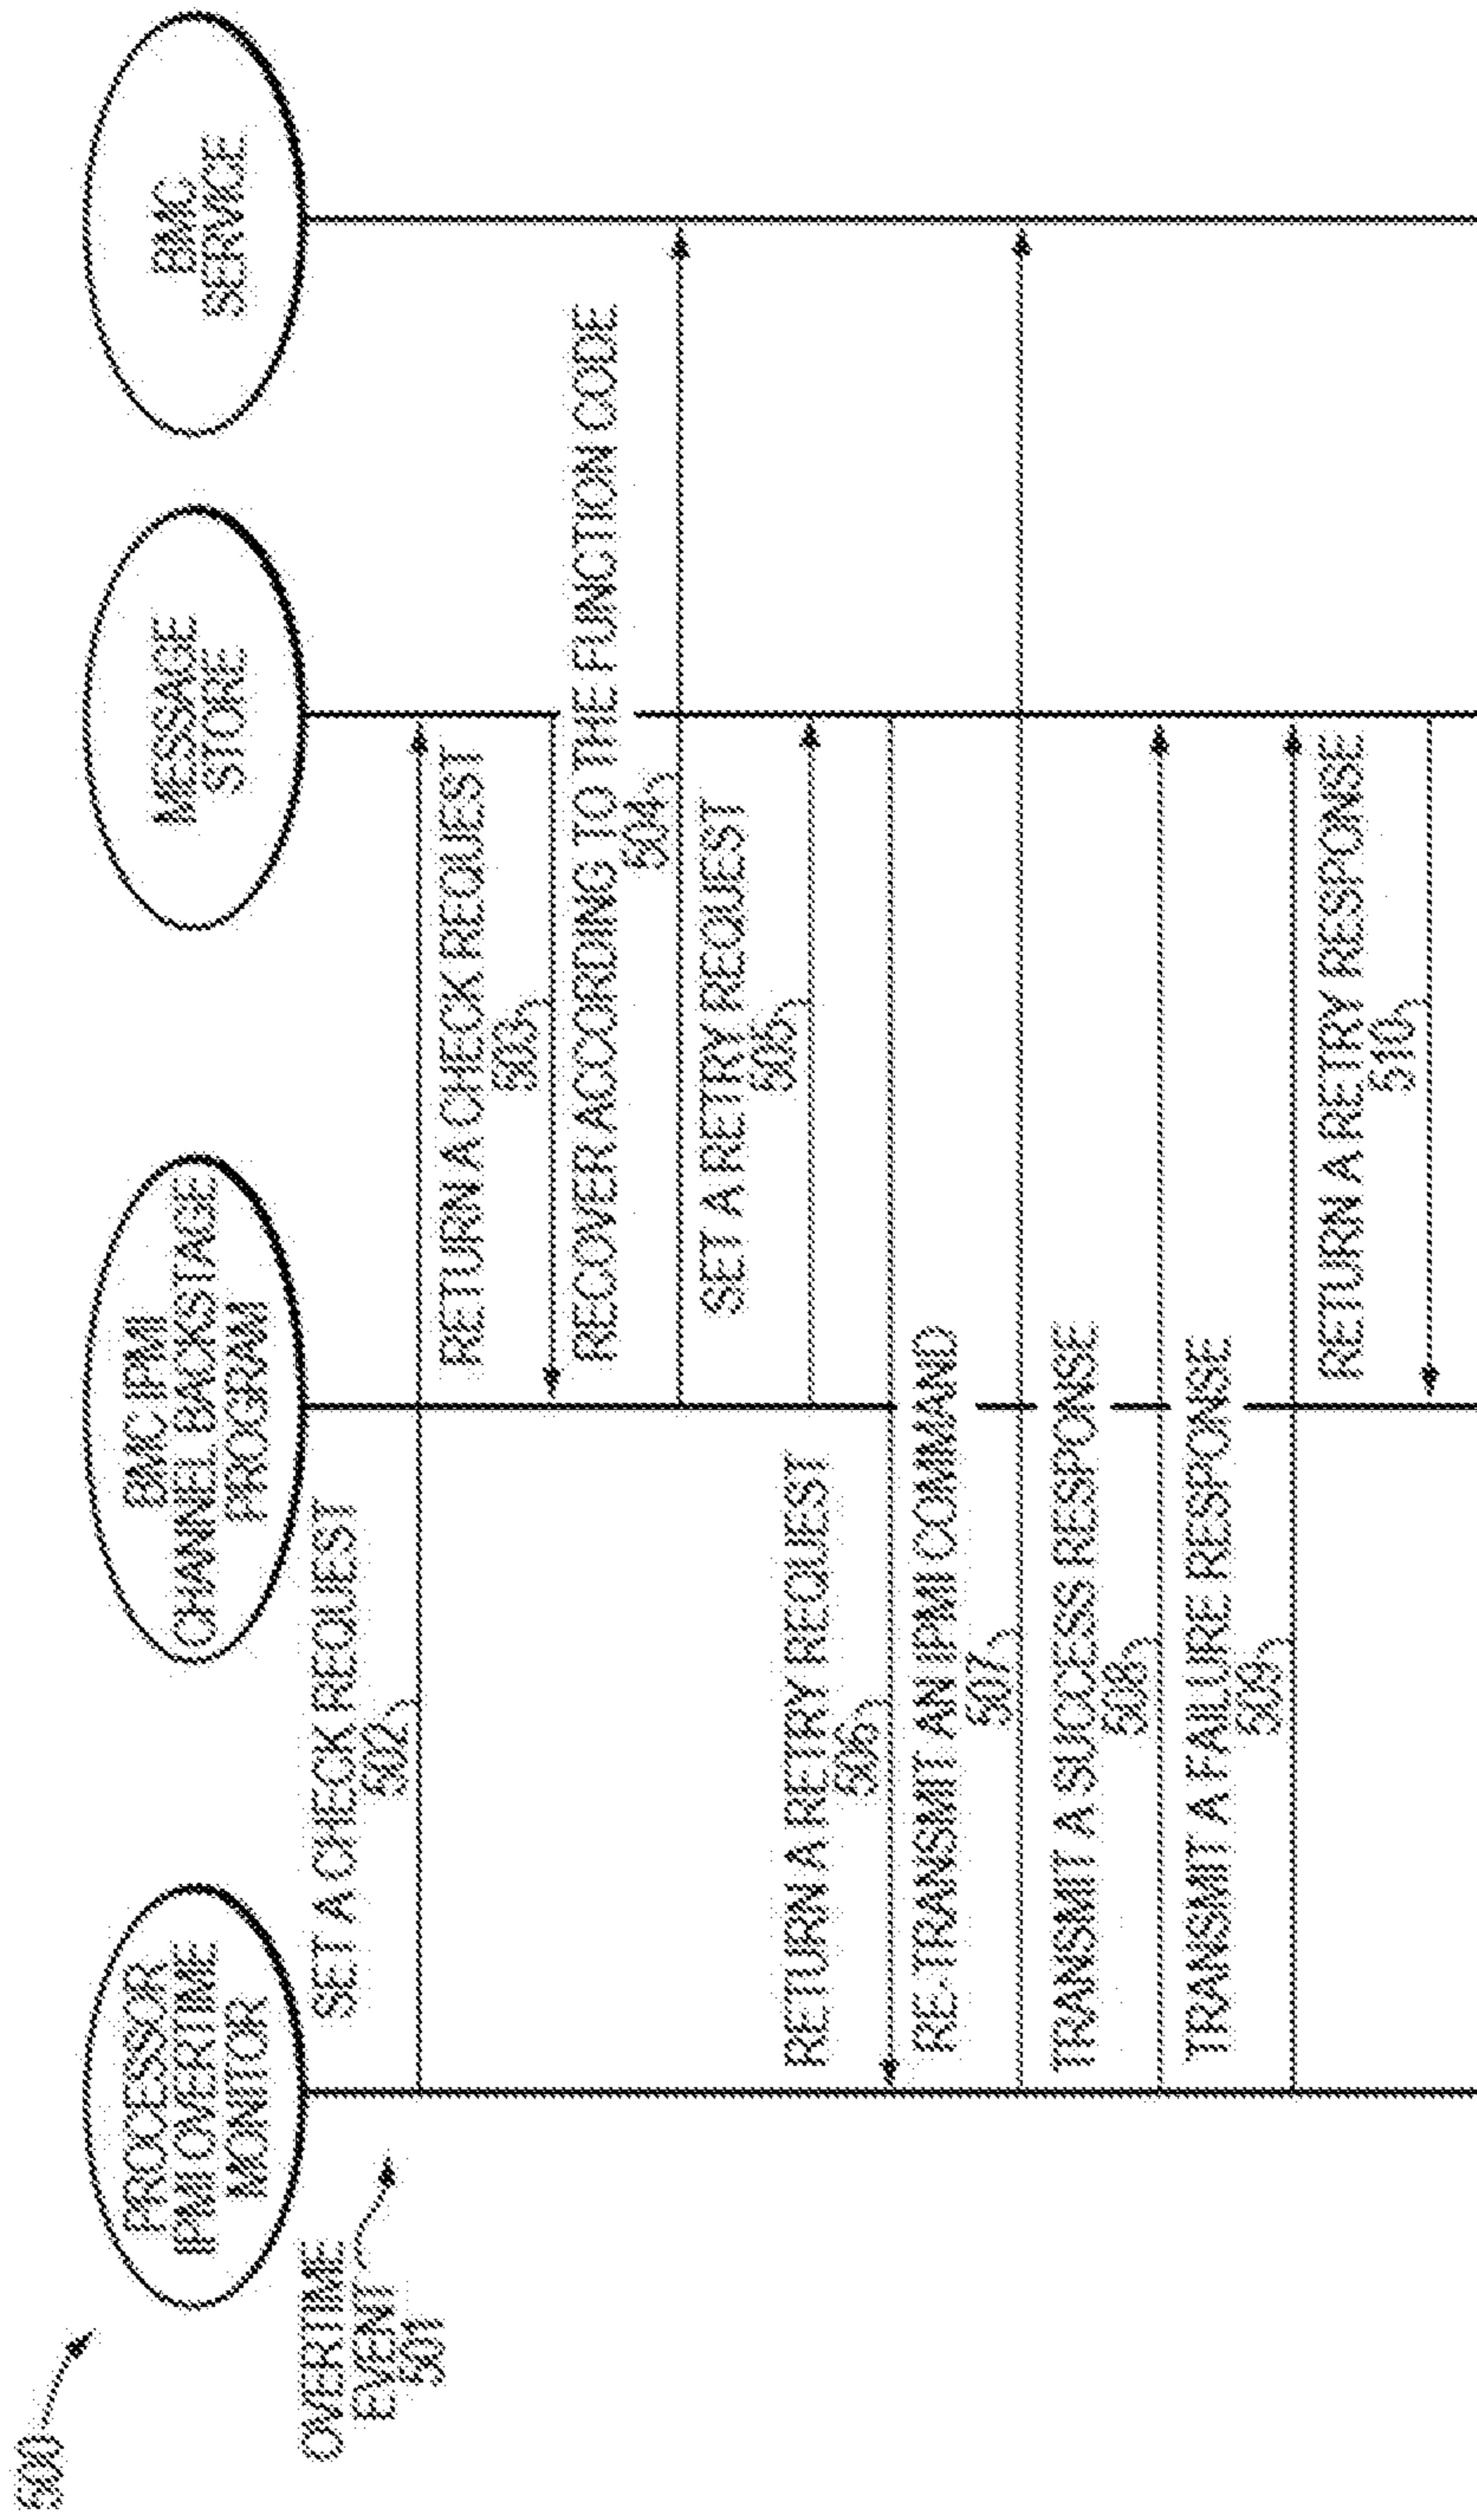 500
PROCESSOR
IPMI OVERTIME
MONITOR
BMC IPMI
CHANNEL BACKSTAGE
PROGRAM
MESSAGE
STORE
BMC
SERVICE
OVERTIME
EVENT
501
SET A CHECK REQUEST
502
RETURN A CHECK REQUEST
503
RECOVER ACCORDING TO THE FUNCTION CODE
504
SET A RETRY REQUEST
505
RETURN A RETRY REQUEST
506
RE-TRANSMIT AN IPMI COMMAND
507
TRANSMIT A SUCCESS RESPONSE
508
TRANSMIT A FAILURE RESPONSE
509
RETURN A RETRY RESPONSE
510